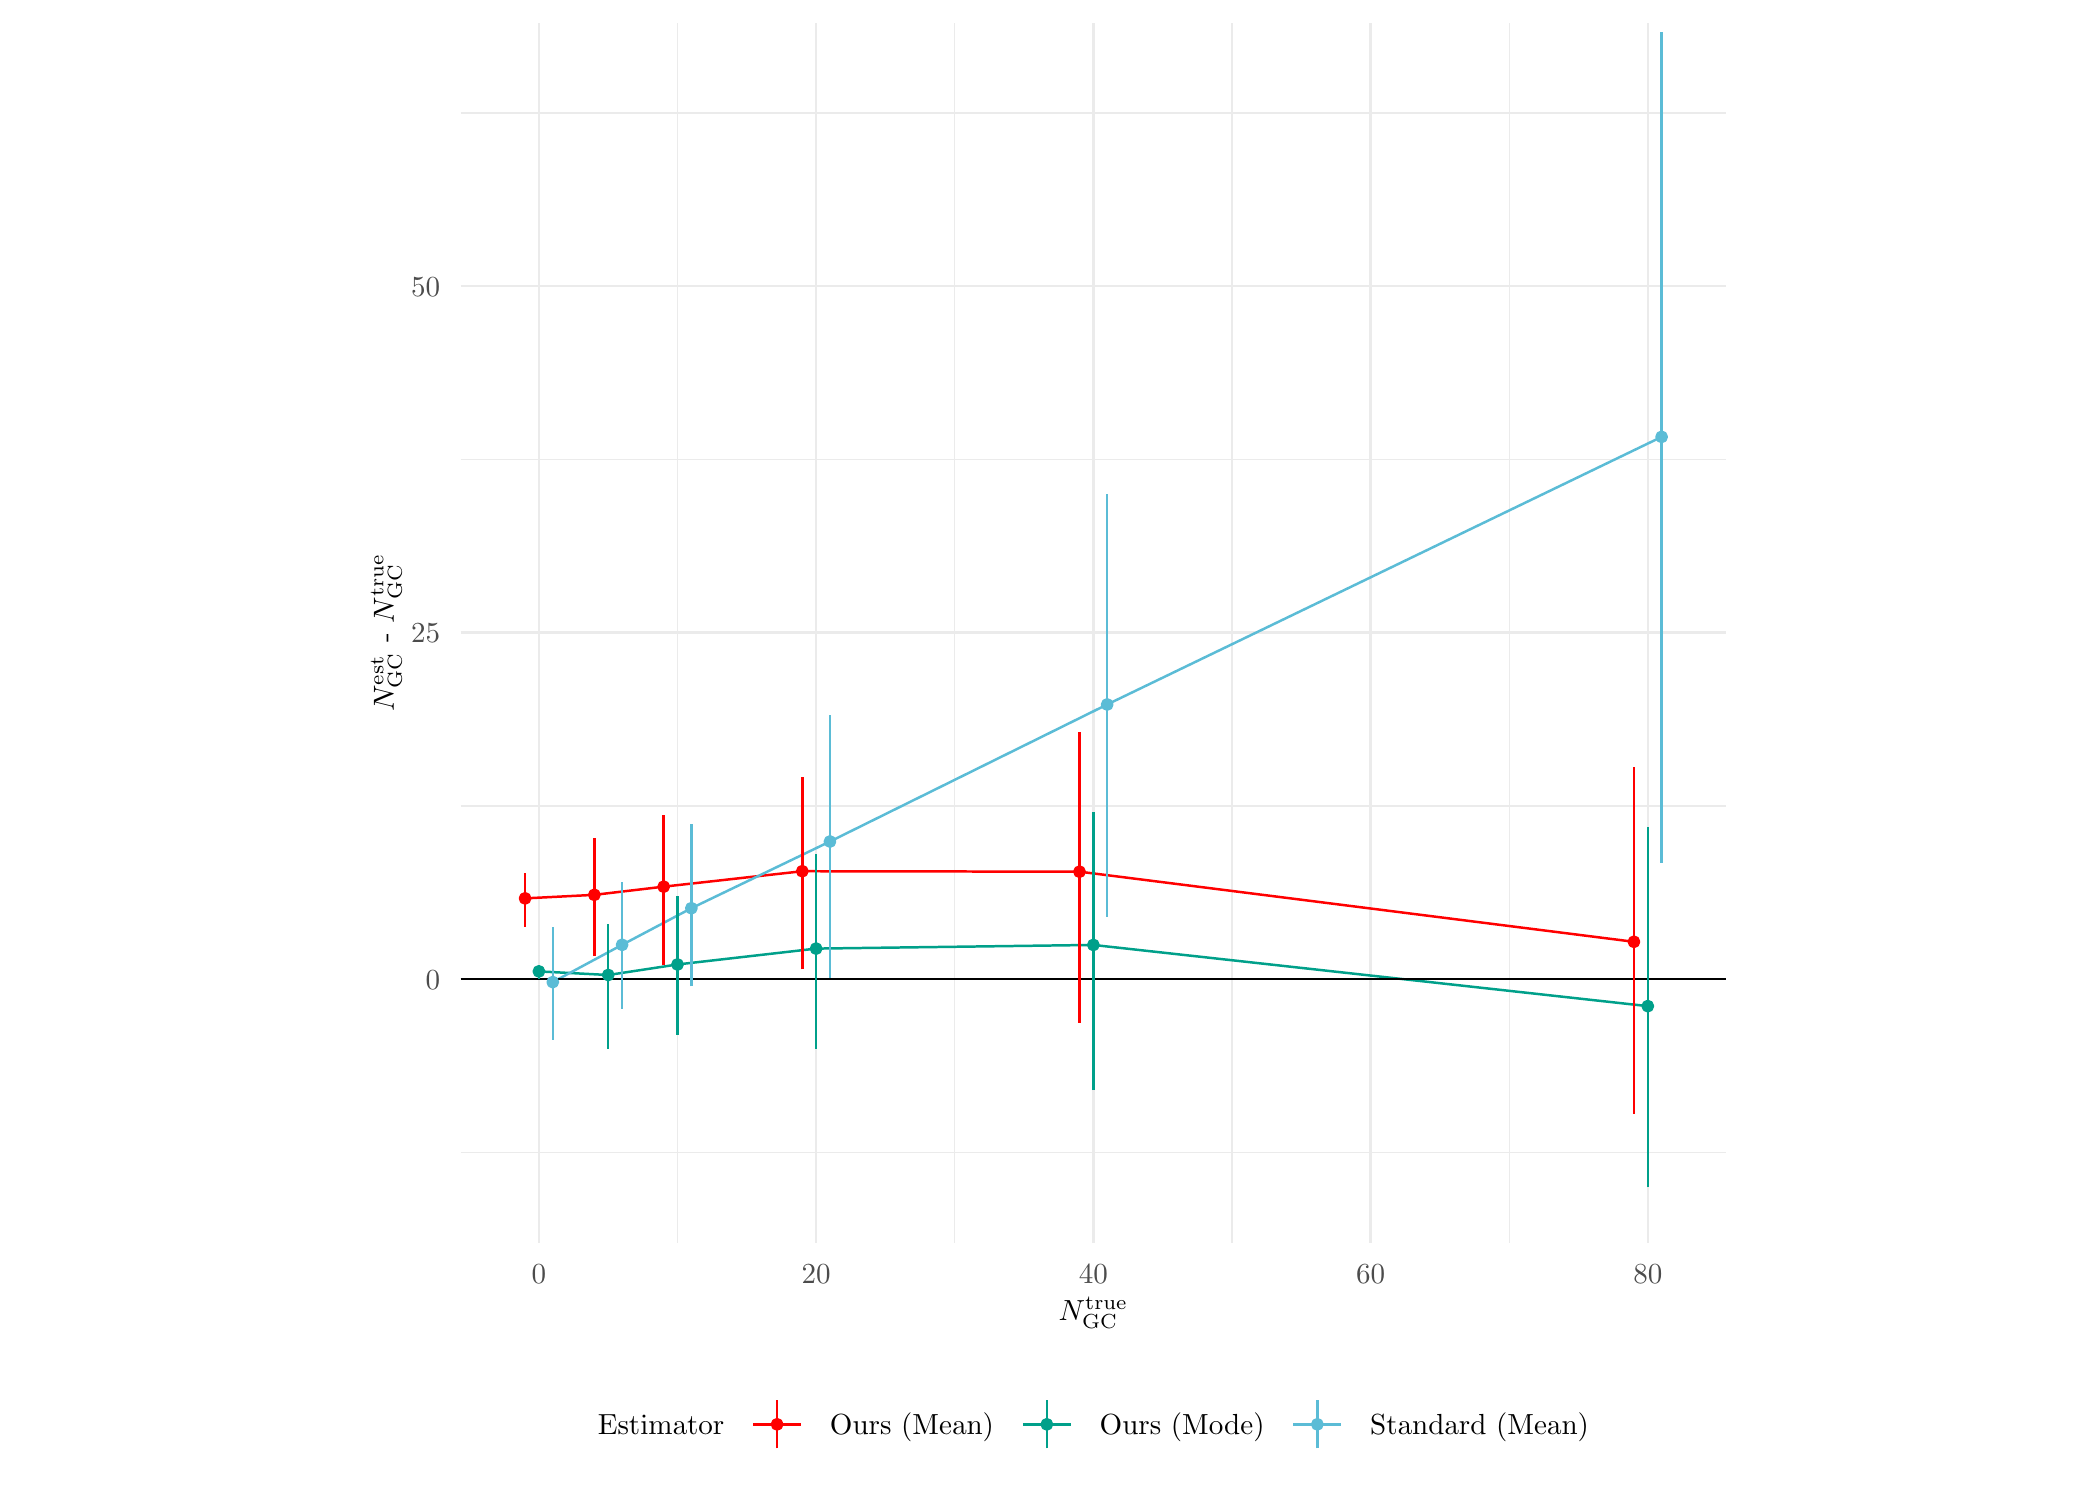 50
25
0
N_GC^est - N_GC^true
0 20 40 60 80
N_GC^true
Estimator Ours (Mean) Ours (Mode) Standard (Mean)